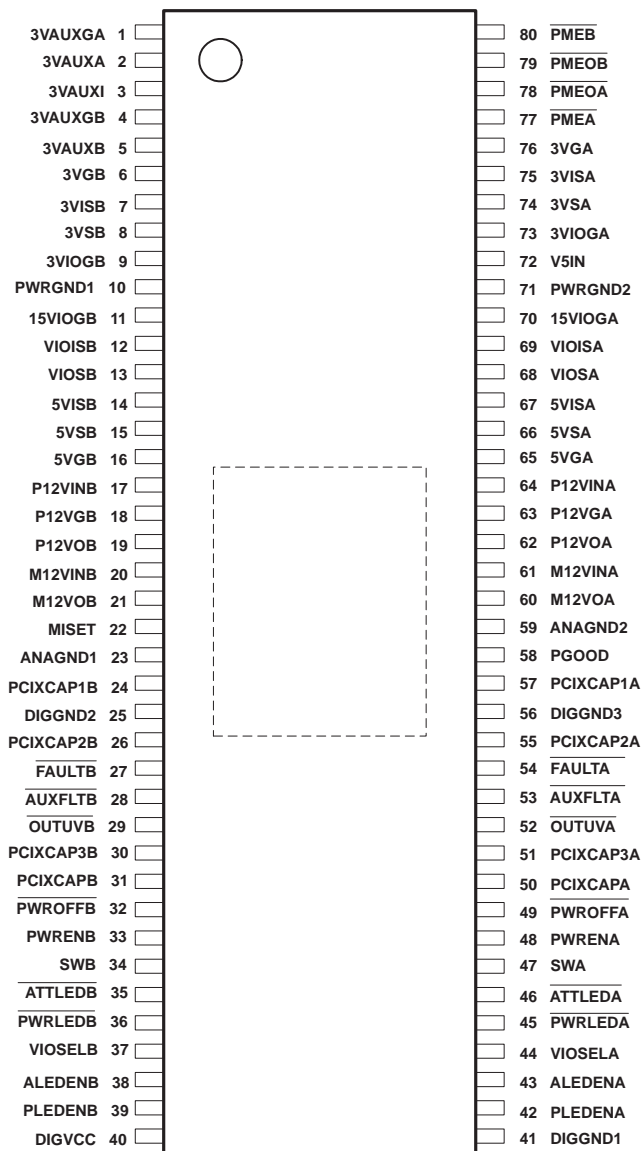 3VAUXGA 1
3VAUXA 2
3VAUXI 3
3VAUXGB 4
3VAUXB 5
3VGB 6
3VISB 7
3VSB 8
3VIOGB 9
PWRGND1 10
15VIOGB 11
VIOISB 12
VIOSB 13
5VISB 14
5VSB 15
5VGB 16
P12VINB 17
P12VGB 18
P12VOB 19
M12VINB 20
M12VOB 21
MISET 22
ANAGND1 23
PCIXCAP1B 24
DIGGND2 25
PCIXCAP2B 26
FAULTB 27
AUXFLTB 28
OUTUVB 29
PCIXCAP3B 30
PCIXCAPB 31
PWROFFB 32
PWRENB 33
SWB 34
ATTLEDB 35
PWRLEDB 36
VIOSELB 37
ALEDENB 38
PLEDENB 39
DIGVCC 40
80 PMEB
79 PMEOB
78 PMEOA
77 PMEA
76 3VGA
75 3VISA
74 3VSA
73 3VIOGA
72 V5IN
71 PWRGND2
70 15VIOGA
69 VIOISA
68 VIOSA
67 5VISA
66 5VSA
65 5VGA
64 P12VINA
63 P12VGA
62 P12VOA
61 M12VINA
60 M12VOA
59 ANAGND2
58 PGOOD
57 PCIXCAP1A
56 DIGGND3
55 PCIXCAP2A
54 FAULTA
53 AUXFLTA
52 OUTUVA
51 PCIXCAP3A
50 PCIXCAPA
49 PWROFFA
48 PWRENA
47 SWA
46 ATTLEDA
45 PWRLEDA
44 VIOSELA
43 ALEDENA
42 PLEDENA
41 DIGGND1